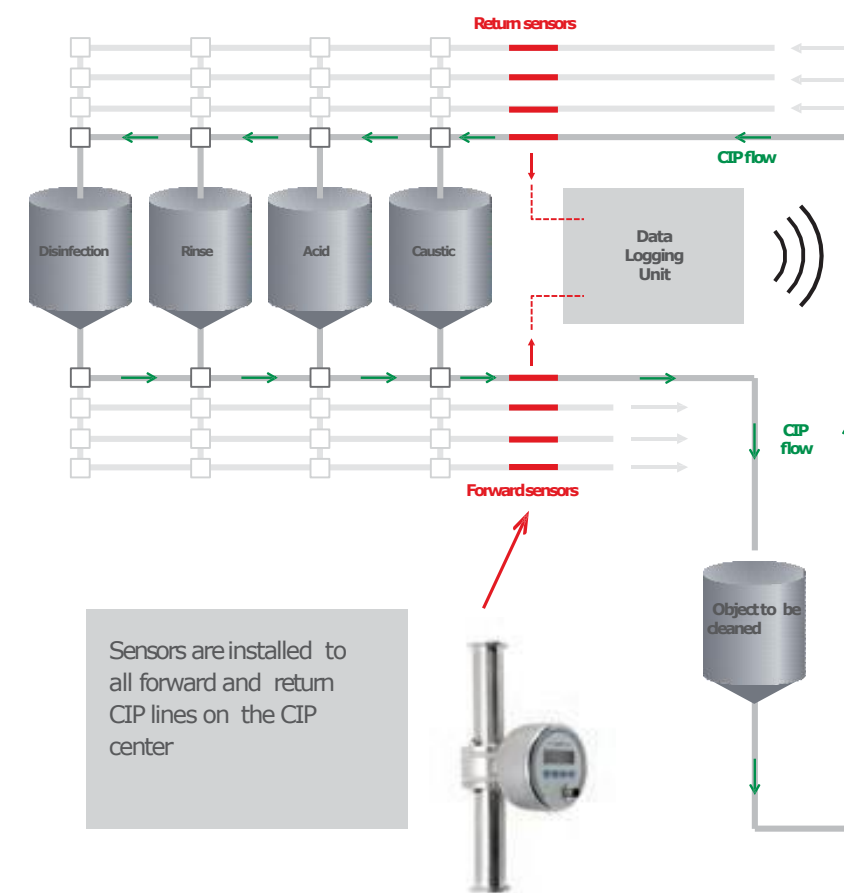 Return sensors
CIP flow
Disinfection
Rinse
Acid
Caustic
Data
Logging
Unit
CIP
flow
Forward sensors
Object to be
cleaned
Sensors are installed to
all forward and return
CIP lines on the CIP
center